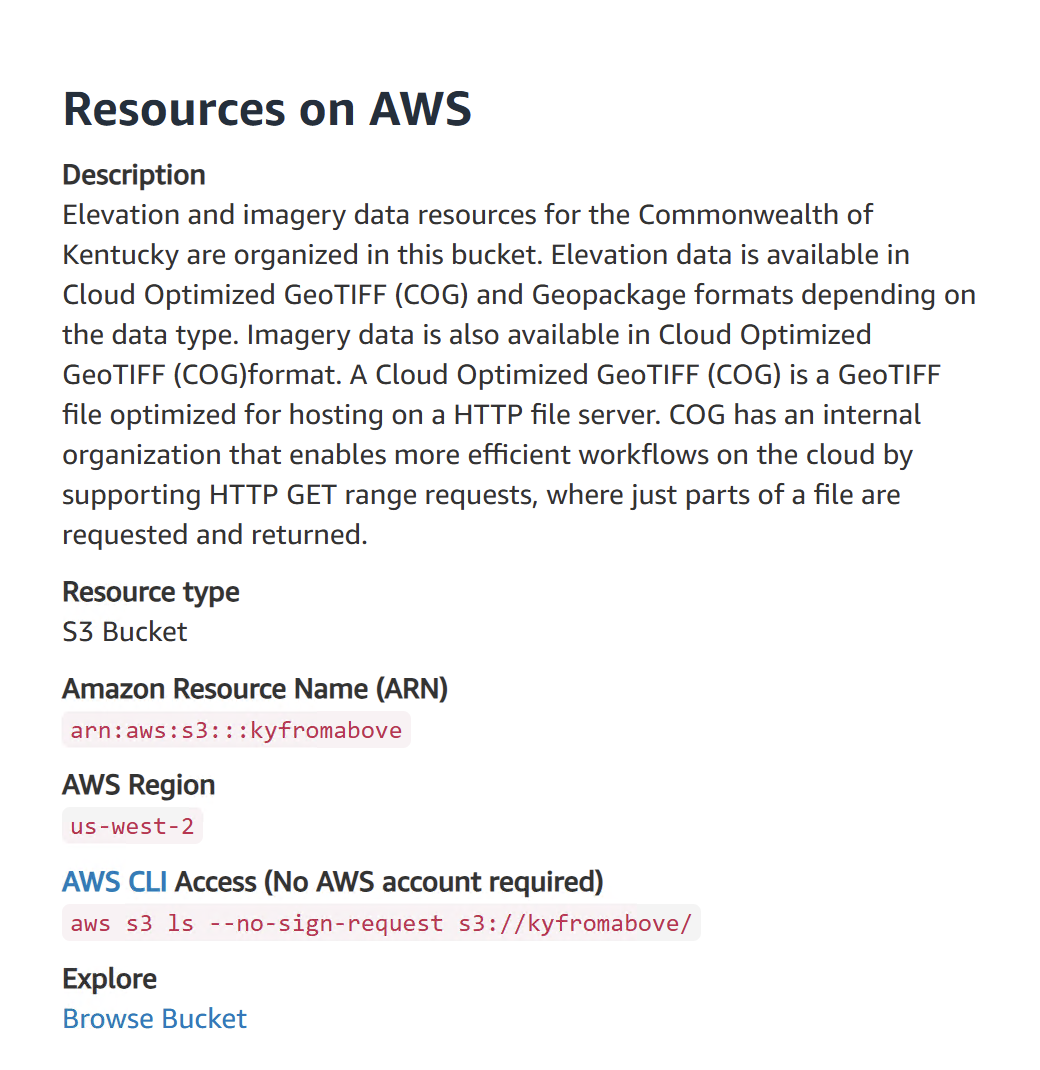 Resources on AWS
Description
Elevation and imagery data resources for the Commonwealth of
Kentucky are organized in this bucket. Elevation data is available in
Cloud Optimized GeoTIFF (COG) and Geopackage formats depending on
the data type. Imagery data is also available in Cloud Optimized
GeoTIFF (COG)format. A Cloud Optimized GeoTIFF (COG) is a GeoTIFF
file optimized for hosting on a HTTP file server. COG has an internal
organization that enables more efficient workflows on the cloud by
supporting HTTP GET range requests, where just parts of a file are
requested and returned.
Resource type
S3 Bucket
Amazon Resource Name (ARN)
arn:aws:s3:::kyfromabove
AWS Region
us-west-2
AWS CLI Access (No AWS account required)
aws s3 ls --no-sign-request s3://kyfromabove/
Explore
Browse Bucket